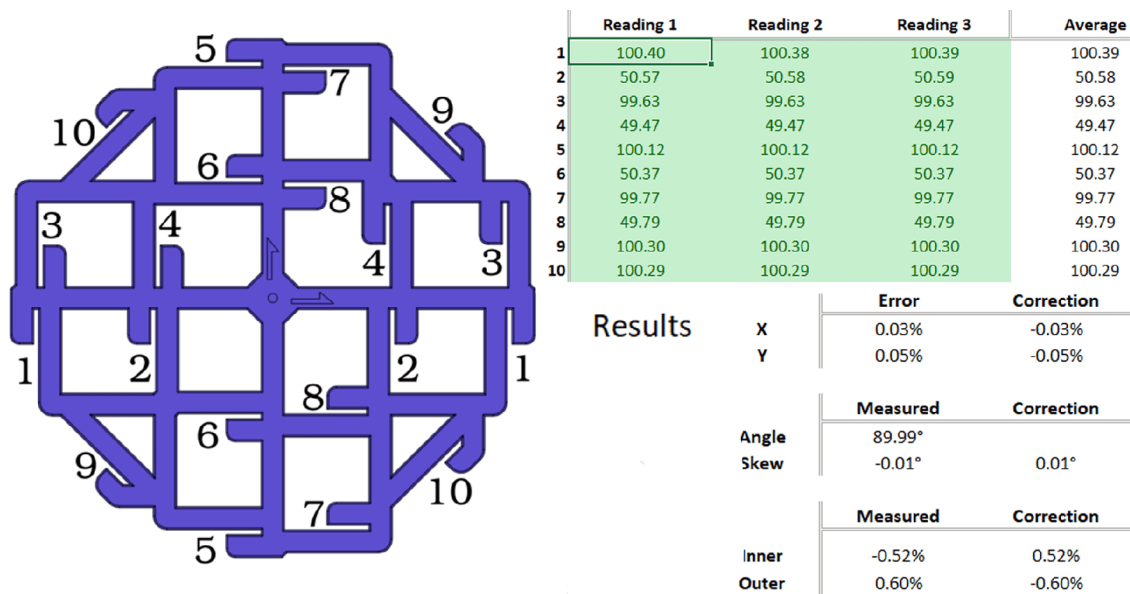 5
7
9
10
6
8
3
4
4
3
1
2
2
1
8
6
9
10
7
5
Reading 1 Reading 2 Reading 3 Average
1 100.40 100.38 100.39 100.39
2 50.57 50.58 50.59 50.58
3 99.63 99.63 99.63 99.63
4 49.47 49.47 49.47 49.47
5 100.12 100.12 100.12 100.12
6 50.37 50.37 50.37 50.37
7 99.77 99.77 99.77 99.77
8 49.79 49.79 49.79 49.79
9 100.30 100.30 100.30 100.30
10 100.29 100.29 100.29 100.29
Results
Error Correction
X 0.03% -0.03%
Y 0.05% -0.05%
Measured Correction
Angle 89.99°
Skew -0.01° 0.01°
Measured Correction
Inner -0.52% 0.52%
Outer 0.60% -0.60%